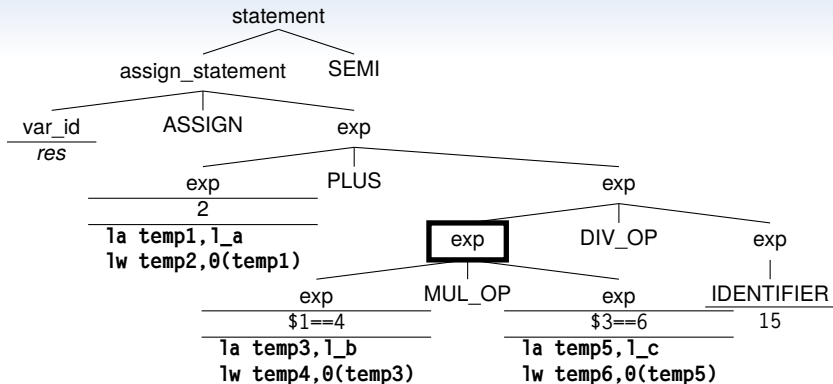 statement
assign_statement SEMI
var_id ASSIGN exp
res
exp PLUS exp
2
la temp1,l_a
lw temp2,0(temp1)
exp DIV_OP exp
exp MUL_OP exp IDENTIFIER
$1==4 $3==6 15
la temp3,l_b la temp5,l_c
lw temp4,0(temp3) lw temp6,0(temp5)